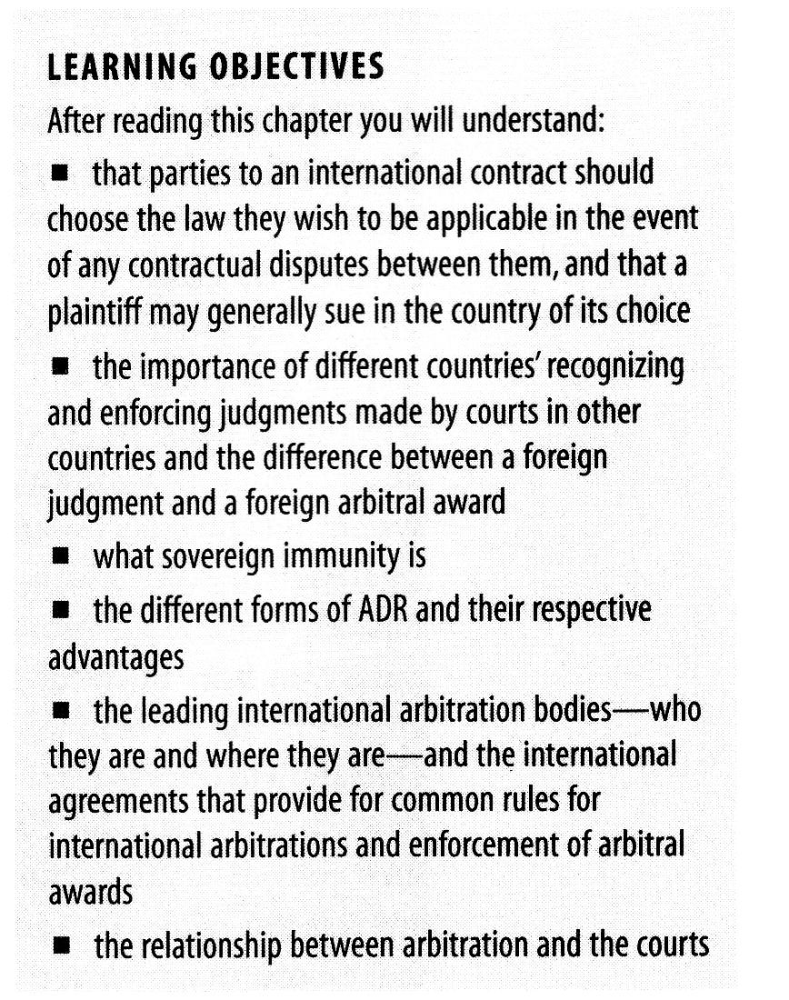 LEARNING OBJECTIVES
After reading this chapter you will understand:
■ that parties to an international contract should
choose the law they wish to be applicable in the event
of any contractual disputes between them, and that a
plaintiff may generally sue in the country of its choice
■ the importance of different countries' recognizing
and enforcing judgments made by courts in other
countries and the difference between a foreign
judgment and a foreign arbitral award
■ what sovereign immunity is
■ the different forms of ADR and their respective
advantages
■ the leading international arbitration bodies—who
they are and where they are—and the international
agreements that provide for common rules for
international arbitrations and enforcement of arbitral
awards
■ the relationship between arbitration and the courts